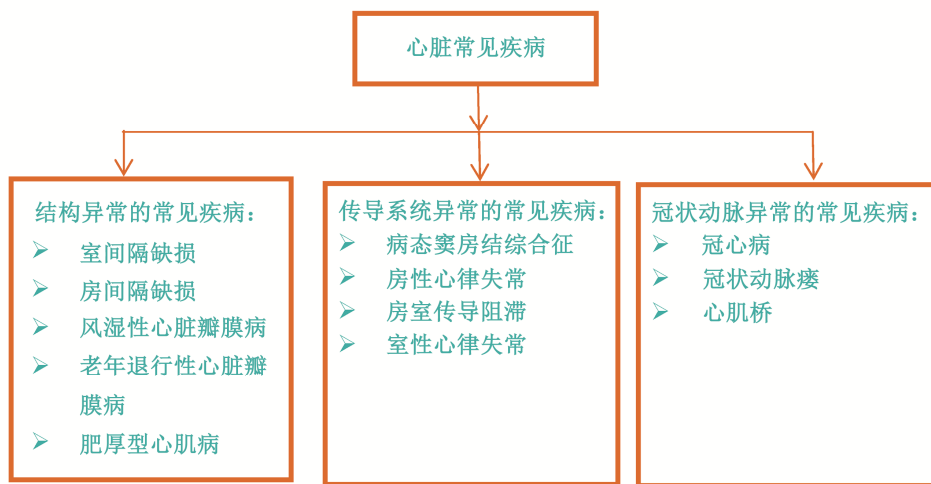 心脏常见疾病
结构异常的常见疾病：
室间隔缺损
房间隔缺损
风湿性心脏瓣膜病
老年退行性心脏瓣
膜病
肥厚型心肌病
传导系统异常的常见疾病：
病态窦房结综合征
房性心律失常
房室传导阻滞
室性心律失常
冠状动脉异常的常见疾病：
冠心病
冠状动脉瘘
心肌桥